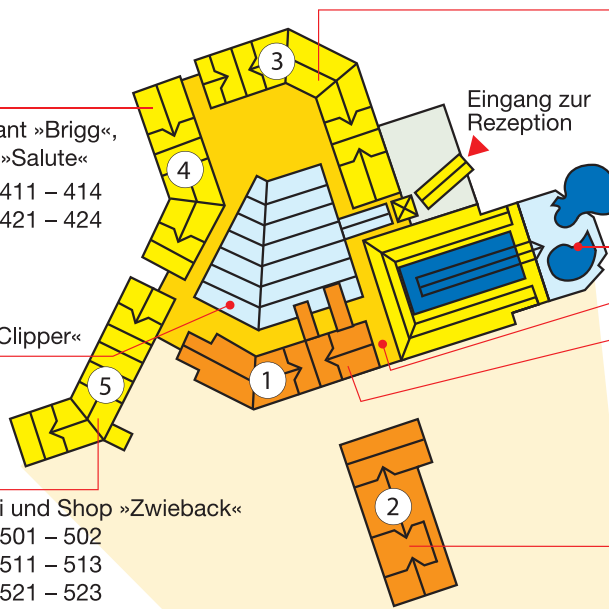 3
Eingang zur
Rezeption
ant »Brigg«,
»Salute«
4
411 – 414
421 – 424
Clipper«
1
5
2
i und Shop »Zwieback«
501 – 502
511 – 513
521 – 523